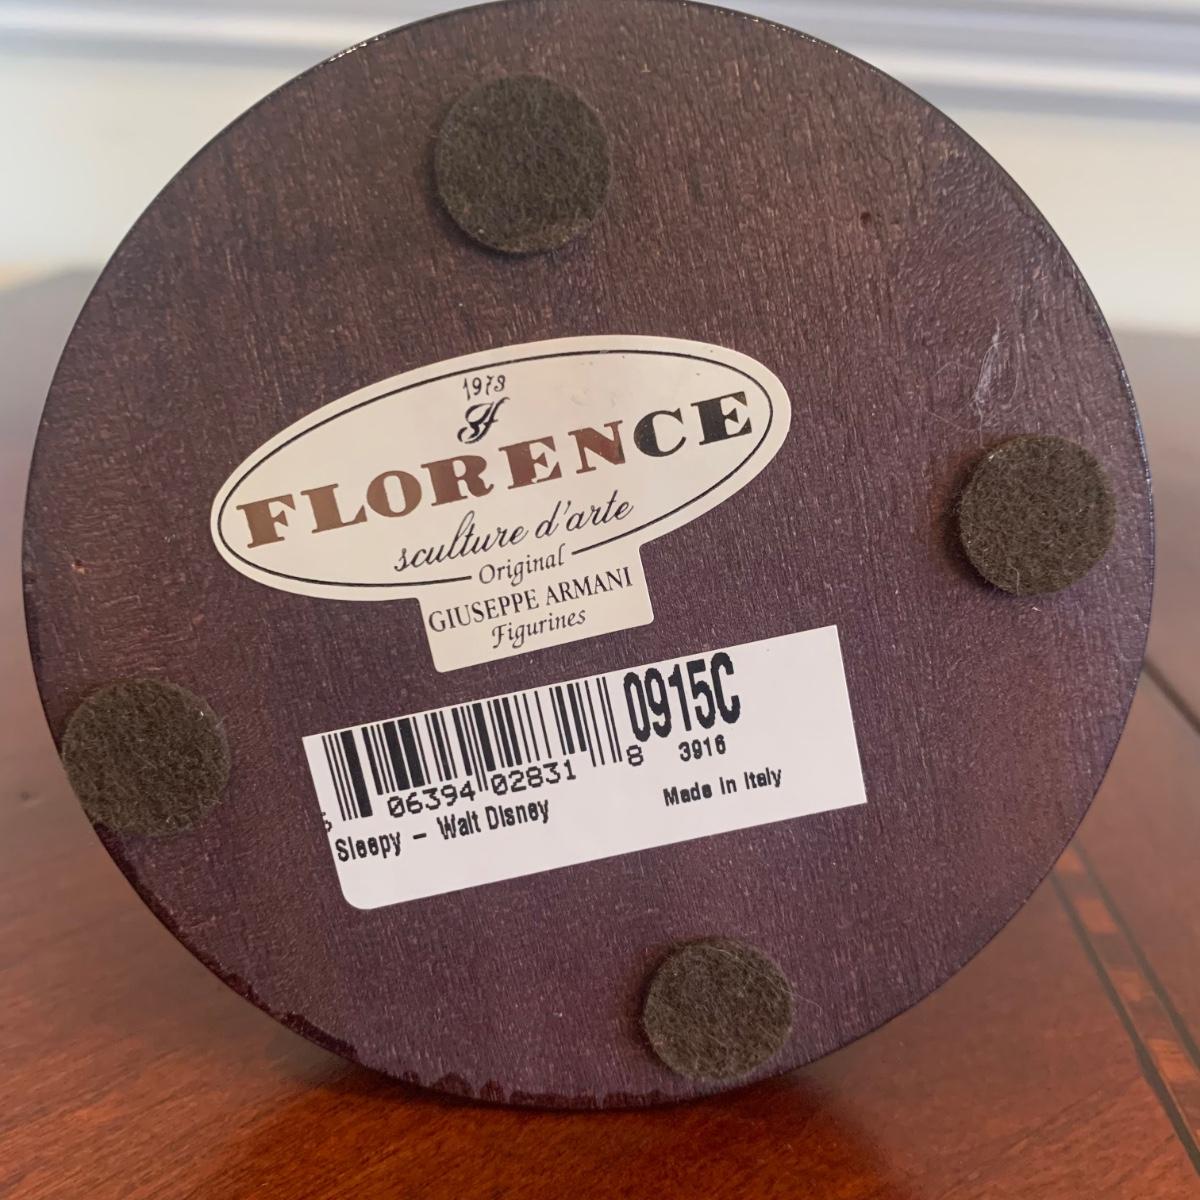 1973
FLORENCE
sculture d'arte
Original
GIUSEPPE ARMANI
Figurines
0915C
06394 02831 8
3916
Sleepy - Walt Disney
Made in Italy